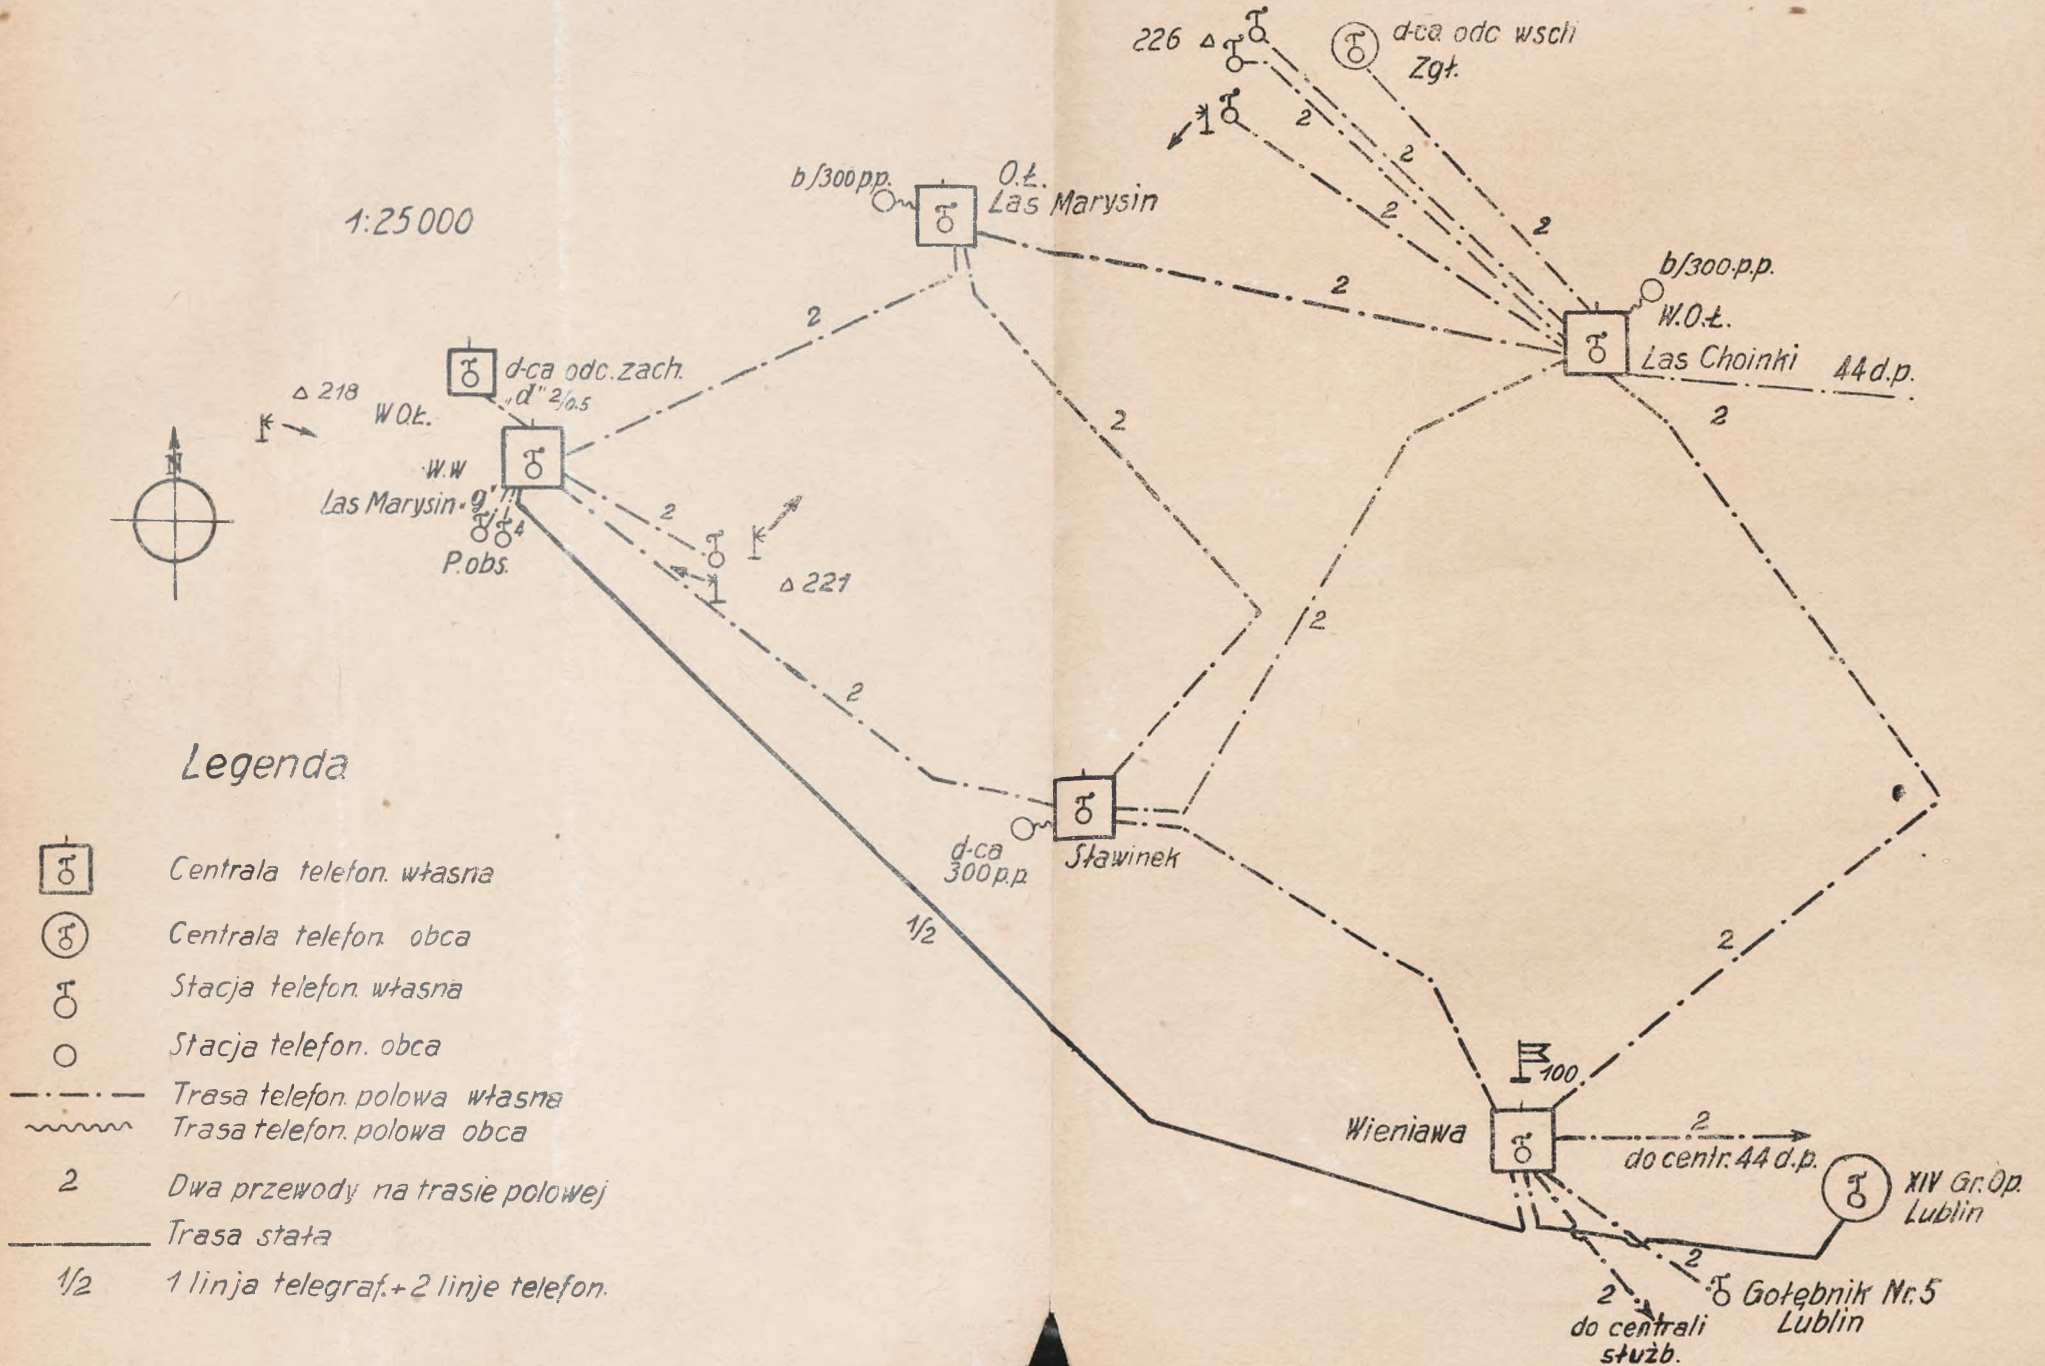 226
d-ca odc wsch
Zgł.
b/300 p.p.
O.Ł.
Las Marysin
1:25 000
2
2
2
2
2
2
b/300.p.p.
W.O.Ł.
Las Choinki
44 d.p.
2
2
d-ca odc. zach.
„d" 2/0.5
218
W O.Ł.
N
W.W
Las Marysin
P. obs.
2
221
2
2
Legenda
d-ca
300 p.p.
Sławinek
Centrala telefon. własna
Centrala telefon. obca
Stacja telefon. własna
Stacja telefon. obca
Trasa telefon. polowa własna
Trasa telefon. polowa obca
2 Dwa przewody na trasie polowej
Trasa stała
1/2 1 linja telegraf. + 2 linje telefon.
1/2
2
100
Wieniawa
2
do centr. 44 d.p.
XIV Gr. Op.
Lublin
2
Gołębnik Nr. 5
Lublin
2
do centrali
służb.